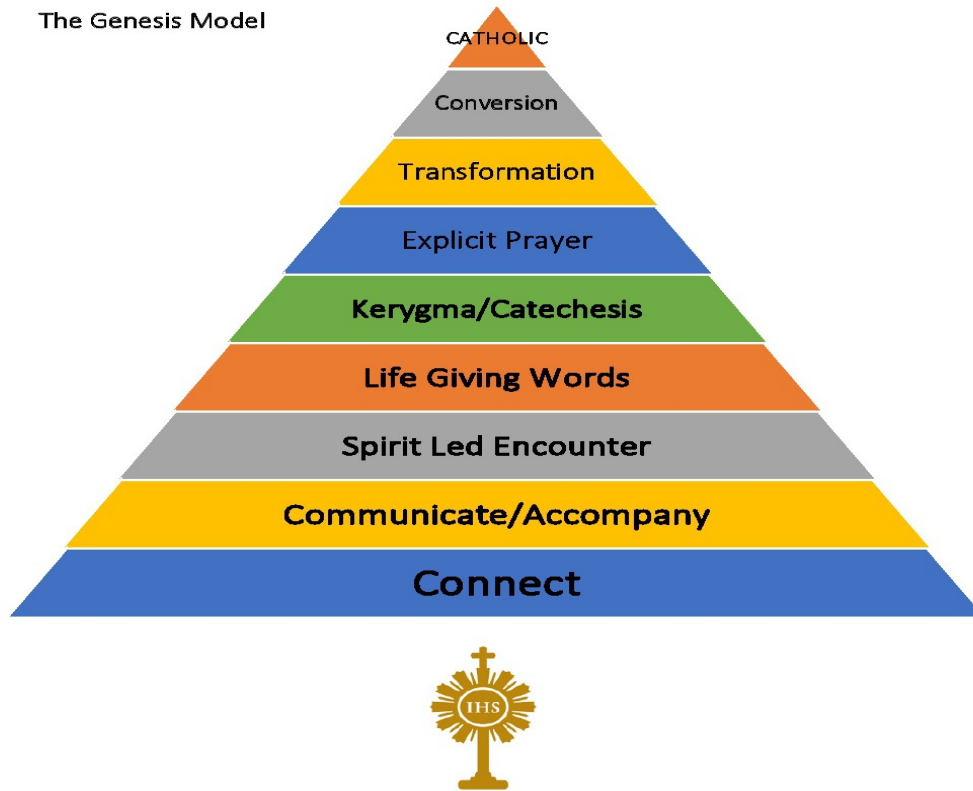 The Genesis Model
CATHOLIC
Conversion
Transformation
Explicit Prayer
Kerygma/Catechesis
Life Giving Words
Spirit Led Encounter
Communicate/Accompany
Connect
IHS